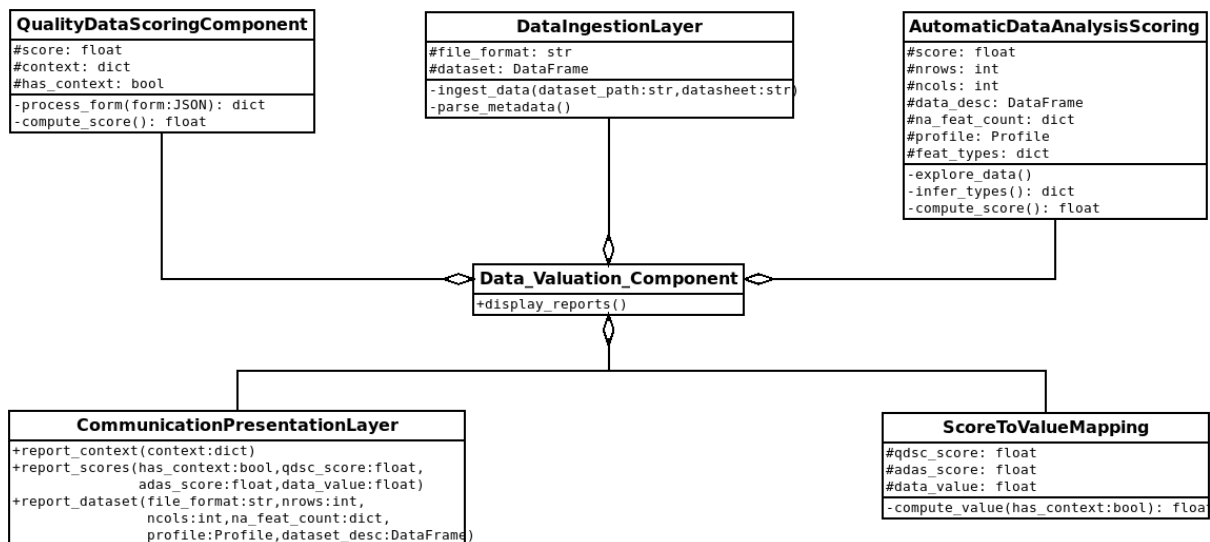 QualityDataScoringComponent
#score: float
#context: dict
#has_context: bool
-process_form(form:JSON): dict
-compute_score(): float
DataIngestionLayer
#file_format: str
#dataset: DataFrame
-ingest_data(dataset_path:str,datasheet:str)
-parse_metadata()
AutomaticDataAnalysisScoring
#score: float
#nrows: int
#ncols: int
#data_desc: DataFrame
#na_feat_count: dict
#profile: Profile
#feat_types: dict
-explore_data()
-infer_types(): dict
-compute_score(): float
Data_Valuation_Component
+display_reports()
CommunicationPresentationLayer
+report_context(context:dict)
+report_scores(has_context:bool,qdsc_score:float,
adas_score:float,data_value:float)
+report_dataset(file_format:str,nrows:int,
ncols:int,na_feat_count:dict,
profile:Profile,dataset_desc:DataFrame)
ScoreToValueMapping
#qdsc_score: float
#adas_score: float
#data_value: float
-compute_value(has_context:bool): float